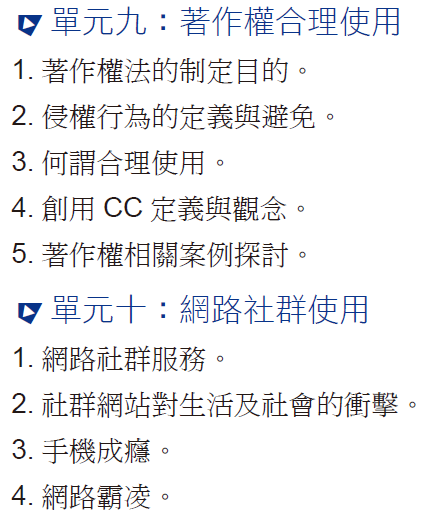 單元九：著作權合理使用
1. 著作權法的制定目的。
2. 侵權行為的定義與避免。
3. 何謂合理使用。
4. 創用 CC 定義與觀念。
5. 著作權相關案例探討。
單元十：網路社群使用
1. 網路社群服務。
2. 社群網站對生活及社會的衝擊。
3. 手機成癮。
4. 網路霸凌。